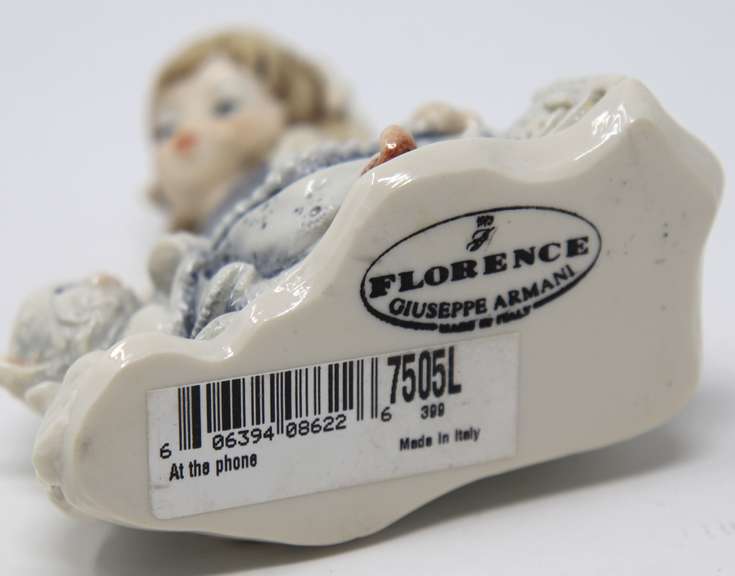 FLORENCE
GIUSEPPE ARMANI
MADE IN ITALY
7505L
399
6 06394 08622 6
At the phone
Made in Italy